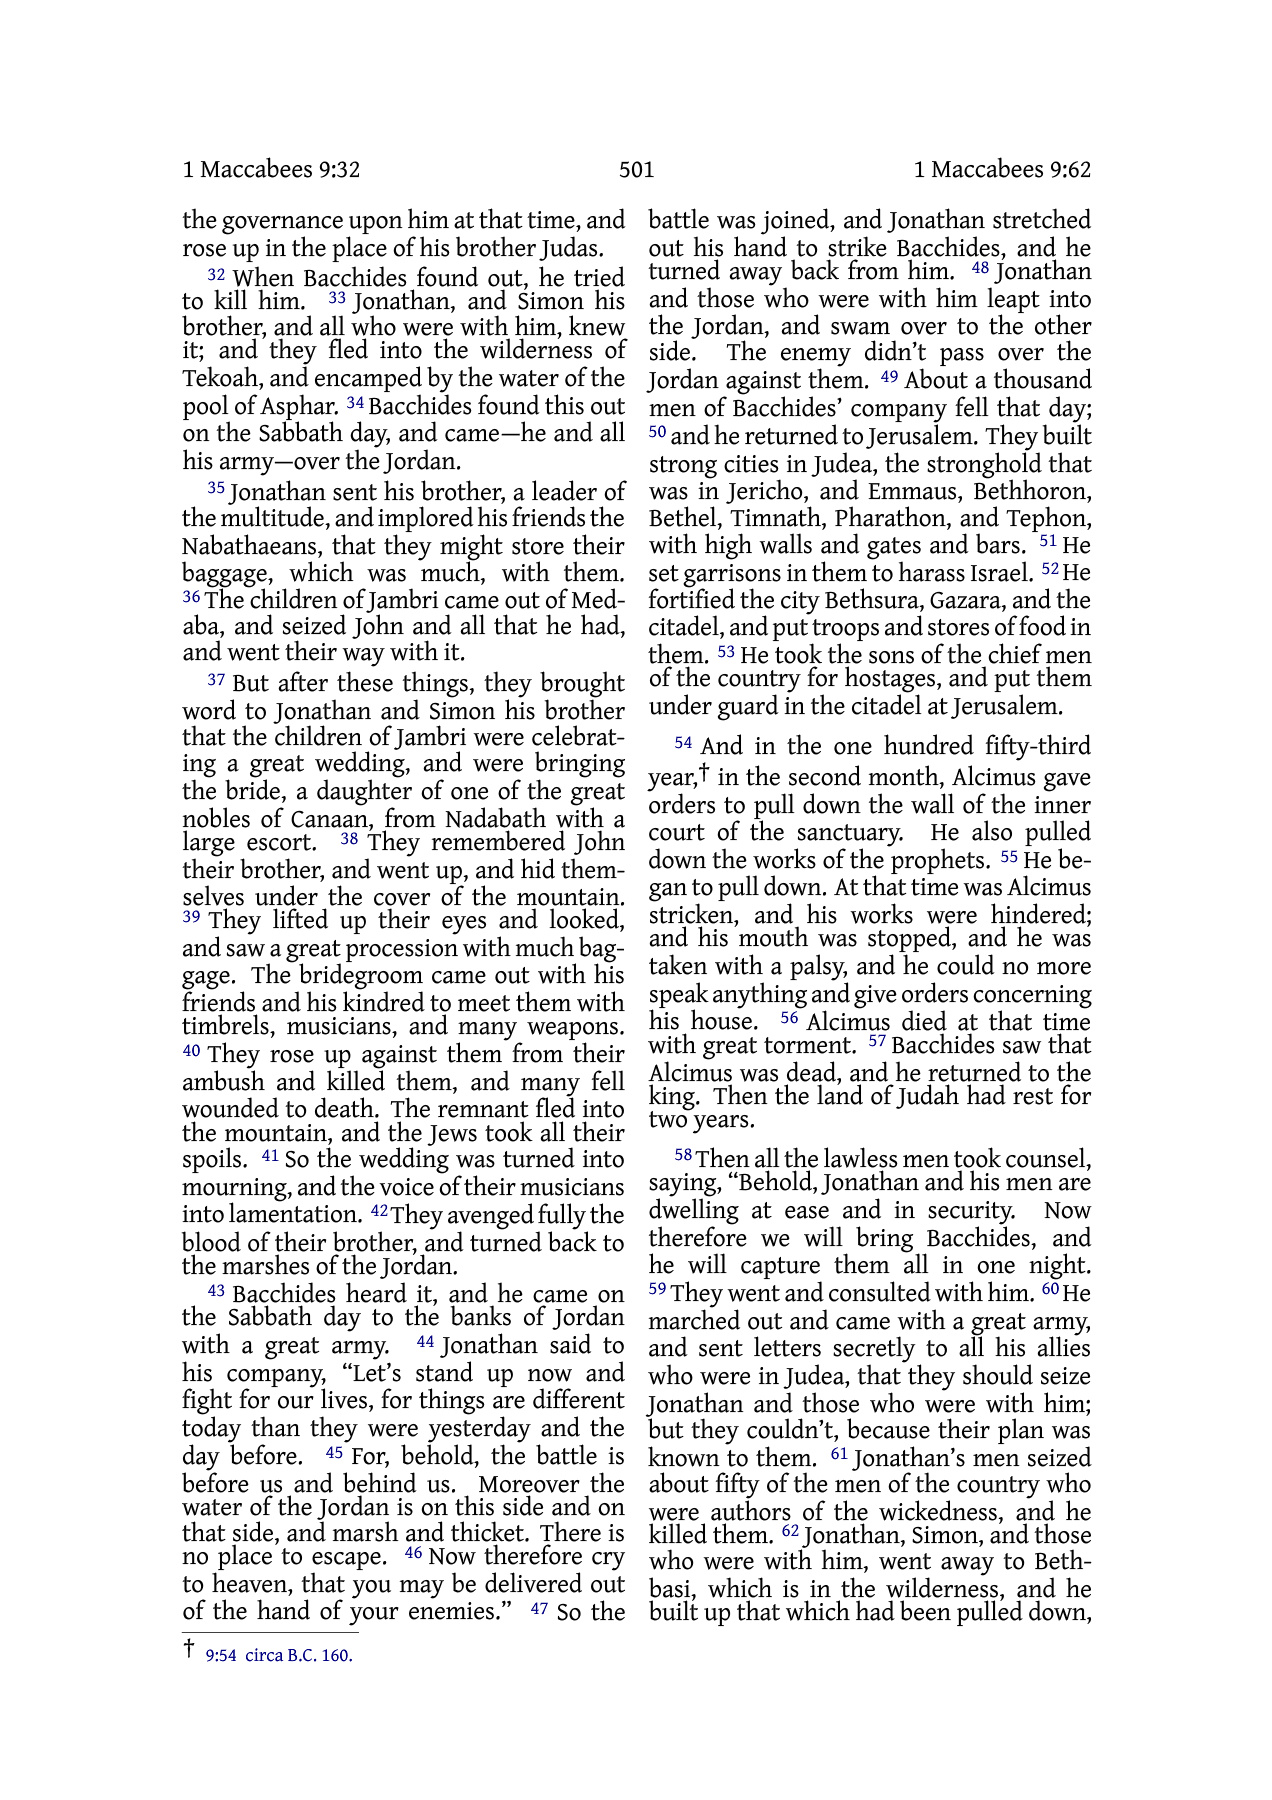 1 Maccabees 9:32 501 1 Maccabees 9:62
the governance upon him at that time, and
rose up in the place of his brother Judas.
32 When Bacchides found out, he tried
to kill him. 33 Jonathan, and Simon his
brother, and all who were with him, knew
it; and they fled into the wilderness of
Tekoah, and encamped by the water of the
pool of Asphar. 34 Bacchides found this out
on the Sabbath day, and came—he and all
his army—over the Jordan.
35 Jonathan sent his brother, a leader of
the multitude, and implored his friends the
Nabathaeans, that they might store their
baggage, which was much, with them.
36 The children of Jambri came out of Med-
aba, and seized John and all that he had,
and went their way with it.
37 But after these things, they brought
word to Jonathan and Simon his brother
that the children of Jambri were celebrat-
ing a great wedding, and were bringing
the bride, a daughter of one of the great
nobles of Canaan, from Nadabath with a
large escort. 38 They remembered John
their brother, and went up, and hid them-
selves under the cover of the mountain.
39 They lifted up their eyes and looked,
and saw a great procession with much bag-
gage. The bridegroom came out with his
friends and his kindred to meet them with
timbrels, musicians, and many weapons.
40 They rose up against them from their
ambush and killed them, and many fell
wounded to death. The remnant fled into
the mountain, and the Jews took all their
spoils. 41 So the wedding was turned into
mourning, and the voice of their musicians
into lamentation. 42 They avenged fully the
blood of their brother, and turned back to
the marshes of the Jordan.
43 Bacchides heard it, and he came on
the Sabbath day to the banks of Jordan
with a great army. 44 Jonathan said to
his company, “Let’s stand up now and
fight for our lives, for things are different
today than they were yesterday and the
day before. 45 For, behold, the battle is
before us and behind us. Moreover the
water of the Jordan is on this side and on
that side, and marsh and thicket. There is
no place to escape. 46 Now therefore cry
to heaven, that you may be delivered out
of the hand of your enemies.” 47 So the
battle was joined, and Jonathan stretched
out his hand to strike Bacchides, and he
turned away back from him. 48 Jonathan
and those who were with him leapt into
the Jordan, and swam over to the other
side. The enemy didn’t pass over the
Jordan against them. 49 About a thousand
men of Bacchides’ company fell that day;
50 and he returned to Jerusalem. They built
strong cities in Judea, the stronghold that
was in Jericho, and Emmaus, Bethhoron,
Bethel, Timnath, Pharathon, and Tephon,
with high walls and gates and bars. 51 He
set garrisons in them to harass Israel. 52 He
fortified the city Bethsura, Gazara, and the
citadel, and put troops and stores of food in
them. 53 He took the sons of the chief men
of the country for hostages, and put them
under guard in the citadel at Jerusalem.
54 And in the one hundred fifty-third
year,† in the second month, Alcimus gave
orders to pull down the wall of the inner
court of the sanctuary. He also pulled
down the works of the prophets. 55 He be-
gan to pull down. At that time was Alcimus
stricken, and his works were hindered;
and his mouth was stopped, and he was
taken with a palsy, and he could no more
speak anything and give orders concerning
his house. 56 Alcimus died at that time
with great torment. 57 Bacchides saw that
Alcimus was dead, and he returned to the
king. Then the land of Judah had rest for
two years.
58 Then all the lawless men took counsel,
saying, “Behold, Jonathan and his men are
dwelling at ease and in security. Now
therefore we will bring Bacchides, and
he will capture them all in one night.
59 They went and consulted with him. 60 He
marched out and came with a great army,
and sent letters secretly to all his allies
who were in Judea, that they should seize
Jonathan and those who were with him;
but they couldn’t, because their plan was
known to them. 61 Jonathan’s men seized
about fifty of the men of the country who
were authors of the wickedness, and he
killed them. 62 Jonathan, Simon, and those
who were with him, went away to Beth-
basi, which is in the wilderness, and he
built up that which had been pulled down,
† 9:54 circa B.C. 160.